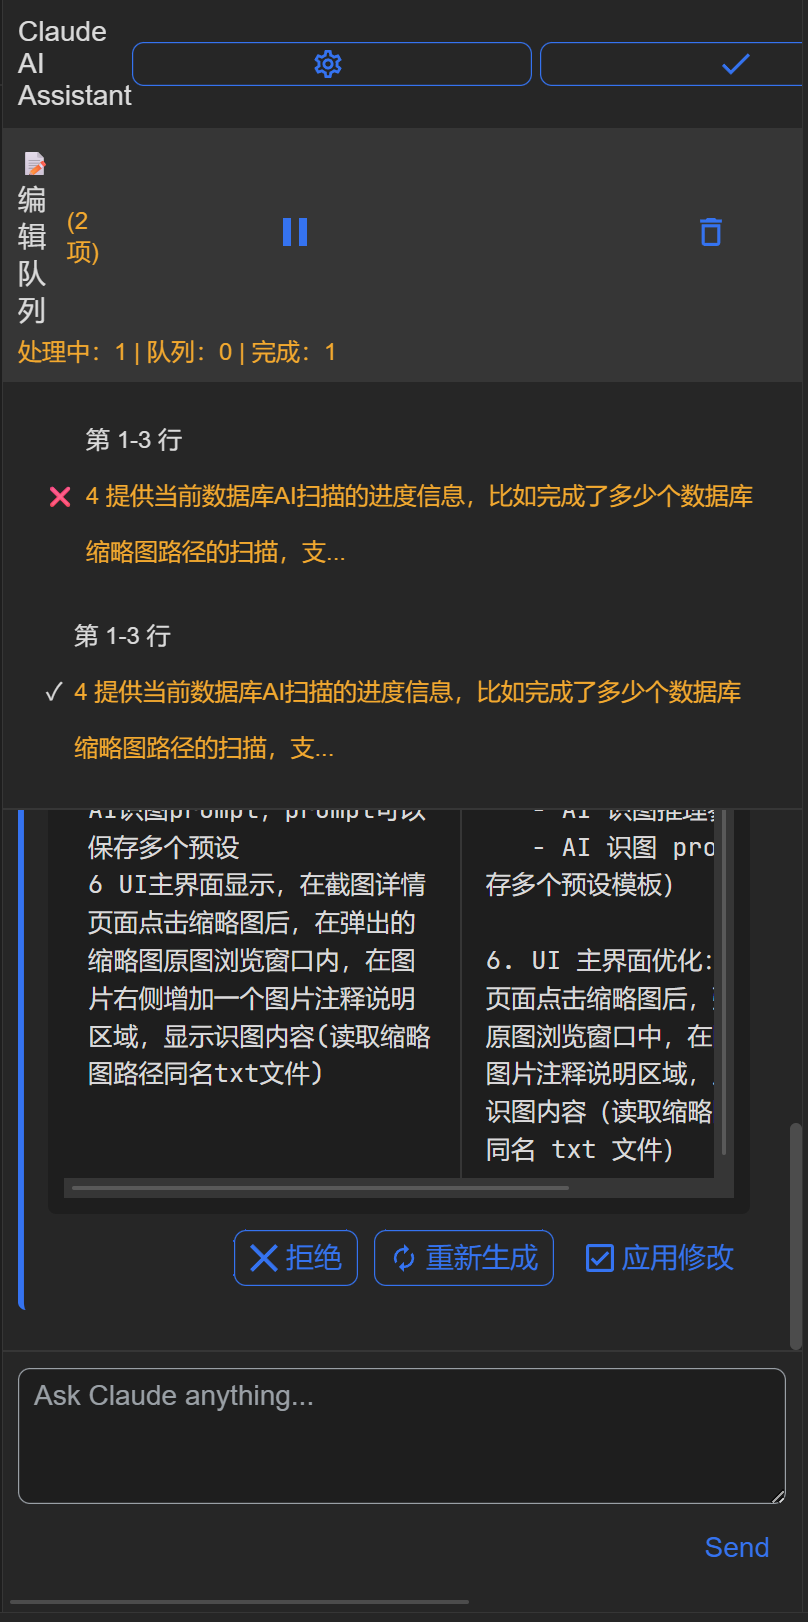 Claude
AI
Assistant
编
辑
队
列
(2
项)
处理中：1 | 队列：0 | 完成：1
第 1-3 行
4 提供当前数据库AI扫描的进度信息，比如完成了多少个数据库
缩略图路径的扫描，支...
第 1-3 行
4 提供当前数据库AI扫描的进度信息，比如完成了多少个数据库
缩略图路径的扫描，支...
AI识图prompt，prompt可以
保存多个预设
6 UI主界面显示，在截图详情
页面点击缩略图后，在弹出的
缩略图原图浏览窗口内，在图
片右侧增加一个图片注释说明
区域，显示识图内容(读取缩略
图路径同名txt文件)
- AI 识图推理
- AI 识图 pro
存多个预设模板)
6. UI 主界面优化：
页面点击缩略图后，
原图浏览窗口中，在
图片注释说明区域，
识图内容 (读取缩略
同名 txt 文件)
拒绝
重新生成
应用修改
Ask Claude anything...
Send